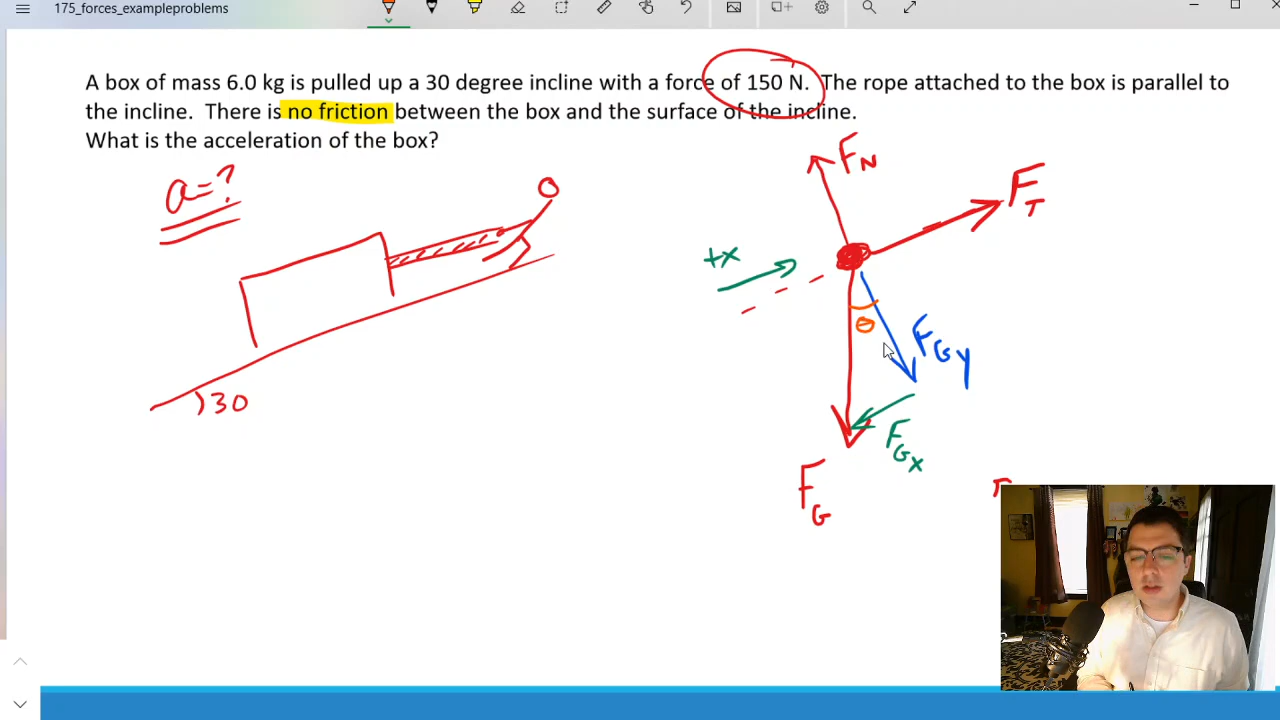 175_forces_exampleproblems
A box of mass 6.0 kg is pulled up a 30 degree incline with a force of 150 N. The rope attached to the box is parallel to
the incline. There is no friction between the box and the surface of the incline.
What is the acceleration of the box?
a=?
30
FN
FT
+x
θ
FGy
FGx
FG